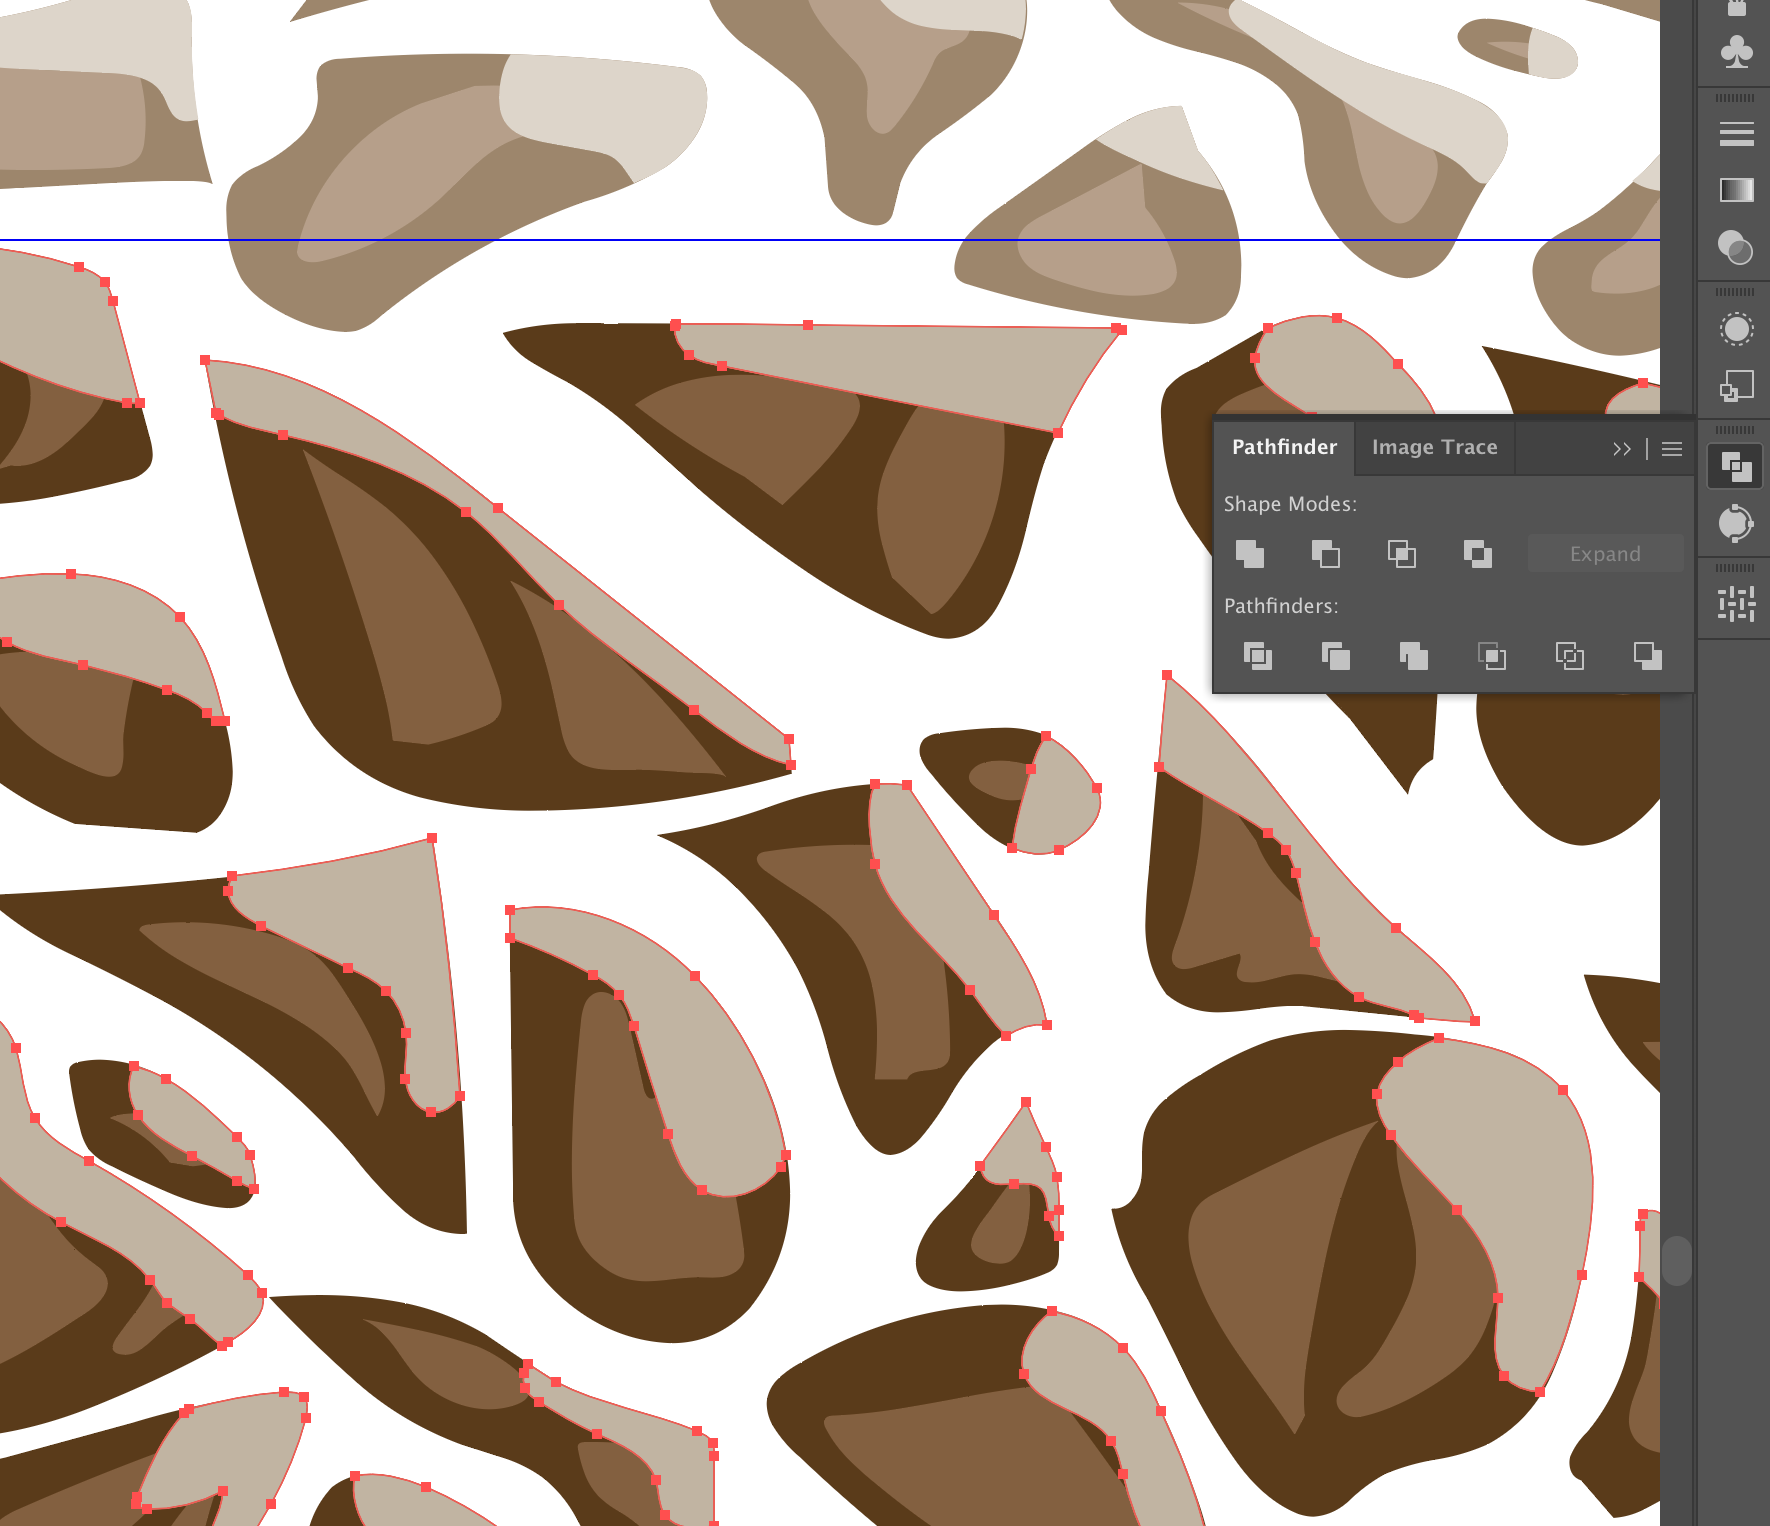 Pathfinder
Image Trace
Shape Modes:
Expand
Pathfinders: